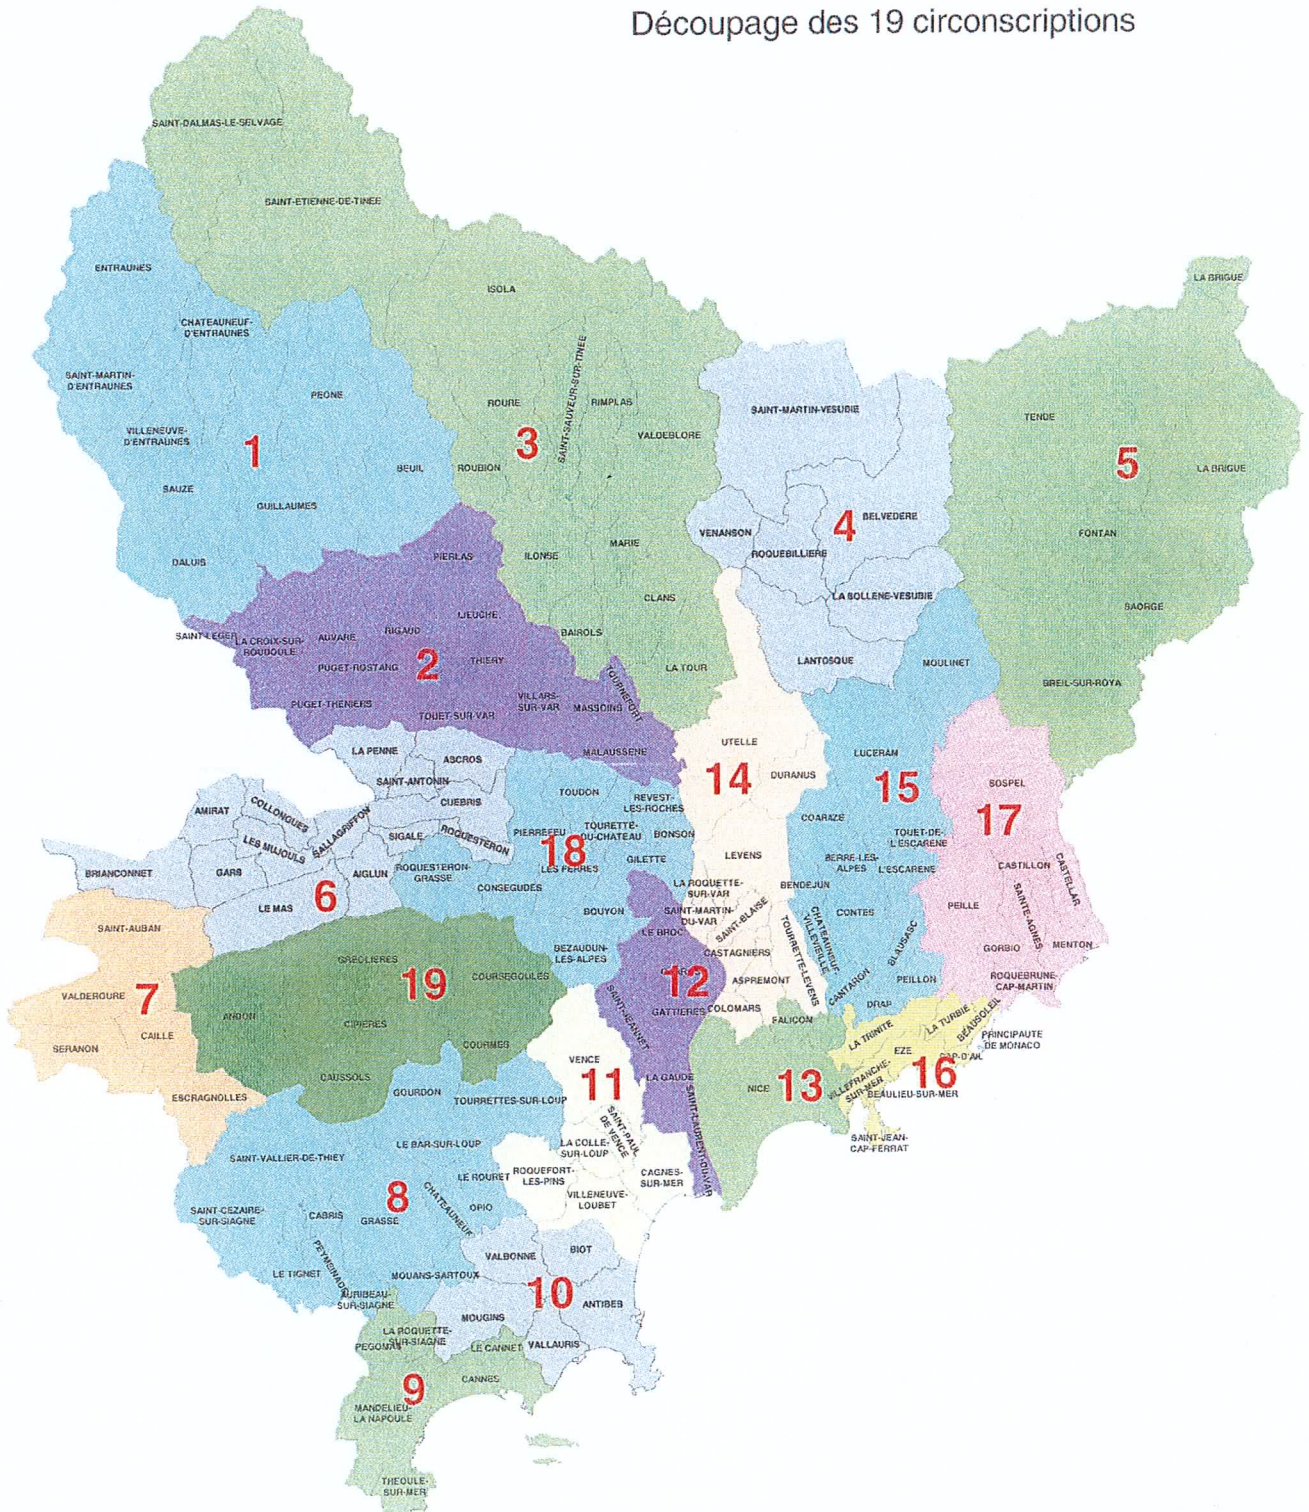 Découpage des 19 circonscriptions
SAINT-DALMAS-LE-SELVAGE
SAINT-ETIENNE-DE-TINEE
ENTRAUNES
CHATEAUNEUF-
D'ENTRAUNES
SAINT-MARTIN-
D'ENTRAUNES
PEONE
VILLENEUVE-
D'ENTRAUNES
1
BEUIL
SAUZE
GUILLAUMES
DALUIS
ISOLA
ROURE
SAINT-SAUVEUR-SUR-TINEE
RIMPLAS
3
VALDEBLORE
ROUBION
ILONSE
MARIE
CLANS
BAIROLS
LA TOUR
SAINT-MARTIN-VESUBIE
VENANSON
4
BELVEDERE
ROQUEBILLIERE
LA BOLLENE-VESUBIE
LANTOSQUE
LA BRIGUE
TENDE
5
LA BRIGUE
FONTAN
SAORGE
BREIL-SUR-ROYA
PIERLAS
LIEUCHE
SAINT-LEGER
LA CROIX-SUR-
ROUDOULE
AUVARE
RIGAUD
PUGET-ROSTANG
2
THIERY
PUGET-THENIERS
TOUET-SUR-VAR
VILLARS-
SUR-VAR
MASSOINS
TOURNEFORT
MALAUSSENE
LA PENNE
ASCROS
SAINT-ANTONIN
CUEBRIS
AMIRAT
COLLONGUES
SALLAGRIFFON
LES MUJOULS
SIGALE
ROQUESTERON
BRIANCONNET
GARS
AIGLUN
LE MAS
6
TOUDON
REVEST-
LES-ROCHES
PIERREFEU
TOURETTE-
DU-CHATEAU
BONSON
18
GILETTE
LES FERRES
ROQUESTERON-
GRASSE
CONSEGUDES
BOUYON
BEZAUDUN-
LES-ALPES
UTELLE
14
DURANUS
LEVENS
LA ROQUETTE-
SUR-VAR
SAINT-MARTIN-
DU-VAR
SAINT-BLAISE
CASTAGNIERS
TOURRETTE-LEVENS
ASPREMONT
COLOMARS
MOULINET
LUCERAM
15
COARAZE
TOUET-DE-
L'ESCARENE
BERRE-LES-
ALPES
L'ESCARENE
BENDEJUN
CONTES
CHATEAUNEUF-
VILLEVIEILLE
BLAUSASC
CANTARON
PEILLON
DRAP
SOSPEL
17
CASTILLON
CASTELLAR
PEILLE
SAINTE-AGNES
GORBIO
MENTON
ROQUEBRUNE-
CAP-MARTIN
SAINT-AUBAN
VALDEROURE
7
CAILLE
SERANON
ESCRAGNOLLES
GREOLIERES
19
COURSEGOULES
ANDON
CIPIERES
COURMES
CAUSSOLS
LE BROC
12
SAINT-JEANNET
GATTIERES
LA GAUDE
SAINT-LAURENT-DU-VAR
FALICON
NICE
13
LA TRINITE
LA TURBIE
BEAUSOLEIL
PRINCIPAUTE
DE MONACO
EZE
CAP-D'AIL
16
VILLEFRANCHE-
SUR-MER
BEAULIEU-SUR-MER
SAINT-JEAN-
CAP-FERRAT
VENCE
11
SAINT-PAUL
DE VENCE
LA COLLE-
SUR-LOUP
ROQUEFORT-
LES-PINS
CAGNES-
SUR-MER
VILLENEUVE-
LOUBET
GOURDON
TOURRETTES-SUR-LOUP
LE BAR-SUR-LOUP
SAINT-VALLIER-DE-THIEY
LE ROURET
8
CHATEAUNEUF
OPIO
SAINT-CEZAIRE-
SUR-SIAGNE
CABRIS
GRASSE
PEYMEINADE
LE TIGNET
MOUANS-SARTOUX
AURIBEAU-
SUR-SIAGNE
VALBONNE
BIOT
10
ANTIBES
MOUGINS
VALLAURIS
LA ROQUETTE-
SUR-SIAGNE
PEGOMAS
LE CANNET
CANNES
9
MANDELIEU-
LA NAPOULE
THEOULE-
SUR-MER